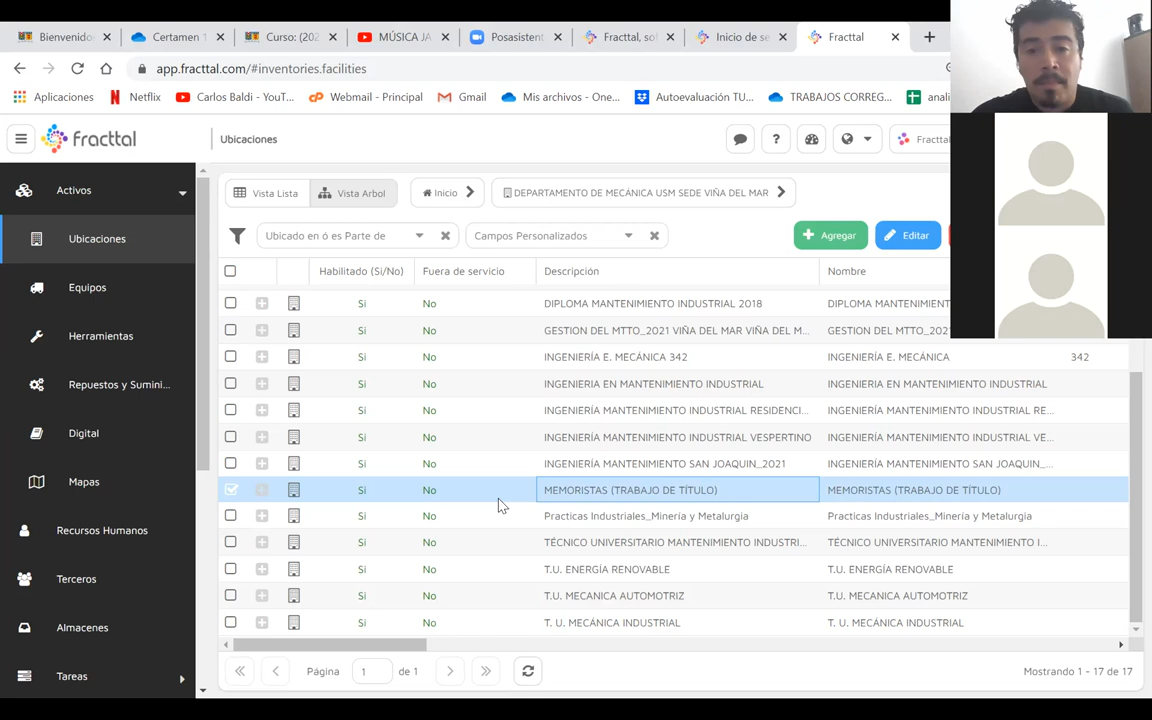 Bienvenido
Certamen 1
Curso: (202
MÚSICA JA
Posasistent
Fracttal, so
Inicio de se
Fracttal
app.fracttal.com/#inventories.facilities
Aplicaciones
Netflix
Carlos Baldi - YouT...
Webmail - Principal
Gmail
Mis archivos - One...
Autoevaluación TU...
TRABAJOS CORREG...
anali
fracttal
Ubicaciones
?
Fractta
Activos
Ubicaciones
Equipos
Herramientas
Repuestos y Sumini...
Digital
Mapas
Recursos Humanos
Terceros
Almacenes
Tareas
Vista Lista
Vista Arbol
Inicio
DEPARTAMENTO DE MECÁNICA USM SEDE VIÑA DEL MAR
Ubicado en ó es Parte de
Campos Personalizados
Agregar
Editar
Habilitado (Si/No) Fuera de servicio Descripción Nombre
Si No DIPLOMA MANTENIMIENTO INDUSTRIAL 2018 DIPLOMA MANTENIMIENT
Si No GESTION DEL MTTO_2021 VIÑA DEL MAR VIÑA DEL M... GESTION DEL MTTO_2021
Si No INGENIERÍA E. MECÁNICA 342 INGENIERÍA E. MECÁNICA 342
Si No INGENIERIA EN MANTENIMIENTO INDUSTRIAL INGENIERIA EN MANTENIMIENTO INDUSTRIAL
Si No INGENIERÍA MANTENIMIENTO INDUSTRIAL RESIDENCI... INGENIERÍA MANTENIMIENTO INDUSTRIAL RE...
Si No INGENIERÍA MANTENIMIENTO INDUSTRIAL VESPERTINO INGENIERÍA MANTENIMIENTO INDUSTRIAL VE...
Si No INGENIERÍA MANTENIMIENTO SAN JOAQUIN_2021 INGENIERÍA MANTENIMIENTO SAN JOAQUIN_...
Si No MEMORISTAS (TRABAJO DE TÍTULO) MEMORISTAS (TRABAJO DE TÍTULO)
Si No Practicas Industriales_Minería y Metalurgia Practicas Industriales_Minería y Metalurgia
Si No TÉCNICO UNIVERSITARIO MANTENIMIENTO INDUSTRI... TÉCNICO UNIVERSITARIO MANTENIMIENTO I...
Si No T.U. ENERGÍA RENOVABLE T.U. ENERGÍA RENOVABLE
Si No T.U. MECANICA AUTOMOTRIZ T.U. MECANICA AUTOMOTRIZ
Si No T. U. MECÁNICA INDUSTRIAL T. U. MECÁNICA INDUSTRIAL
Página 1 de 1
Mostrando 1 - 17 de 17